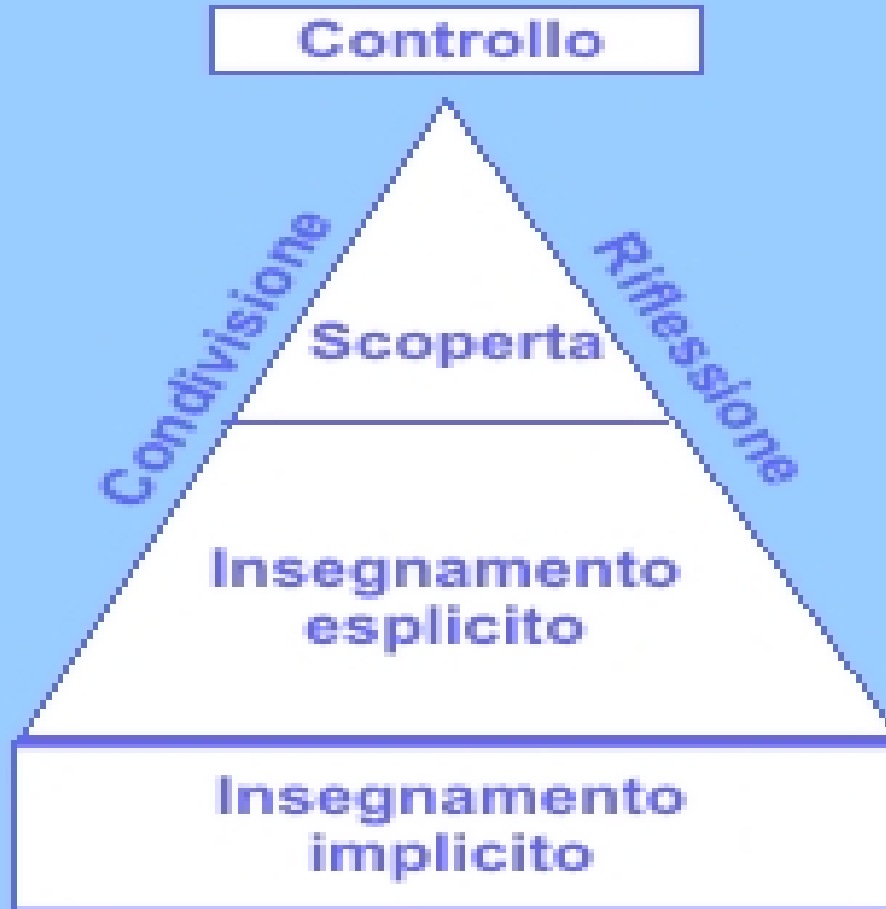 Controllo
Condivisione
Riflessione
Scoperta
Insegnamento
esplicito
Insegnamento
implicito